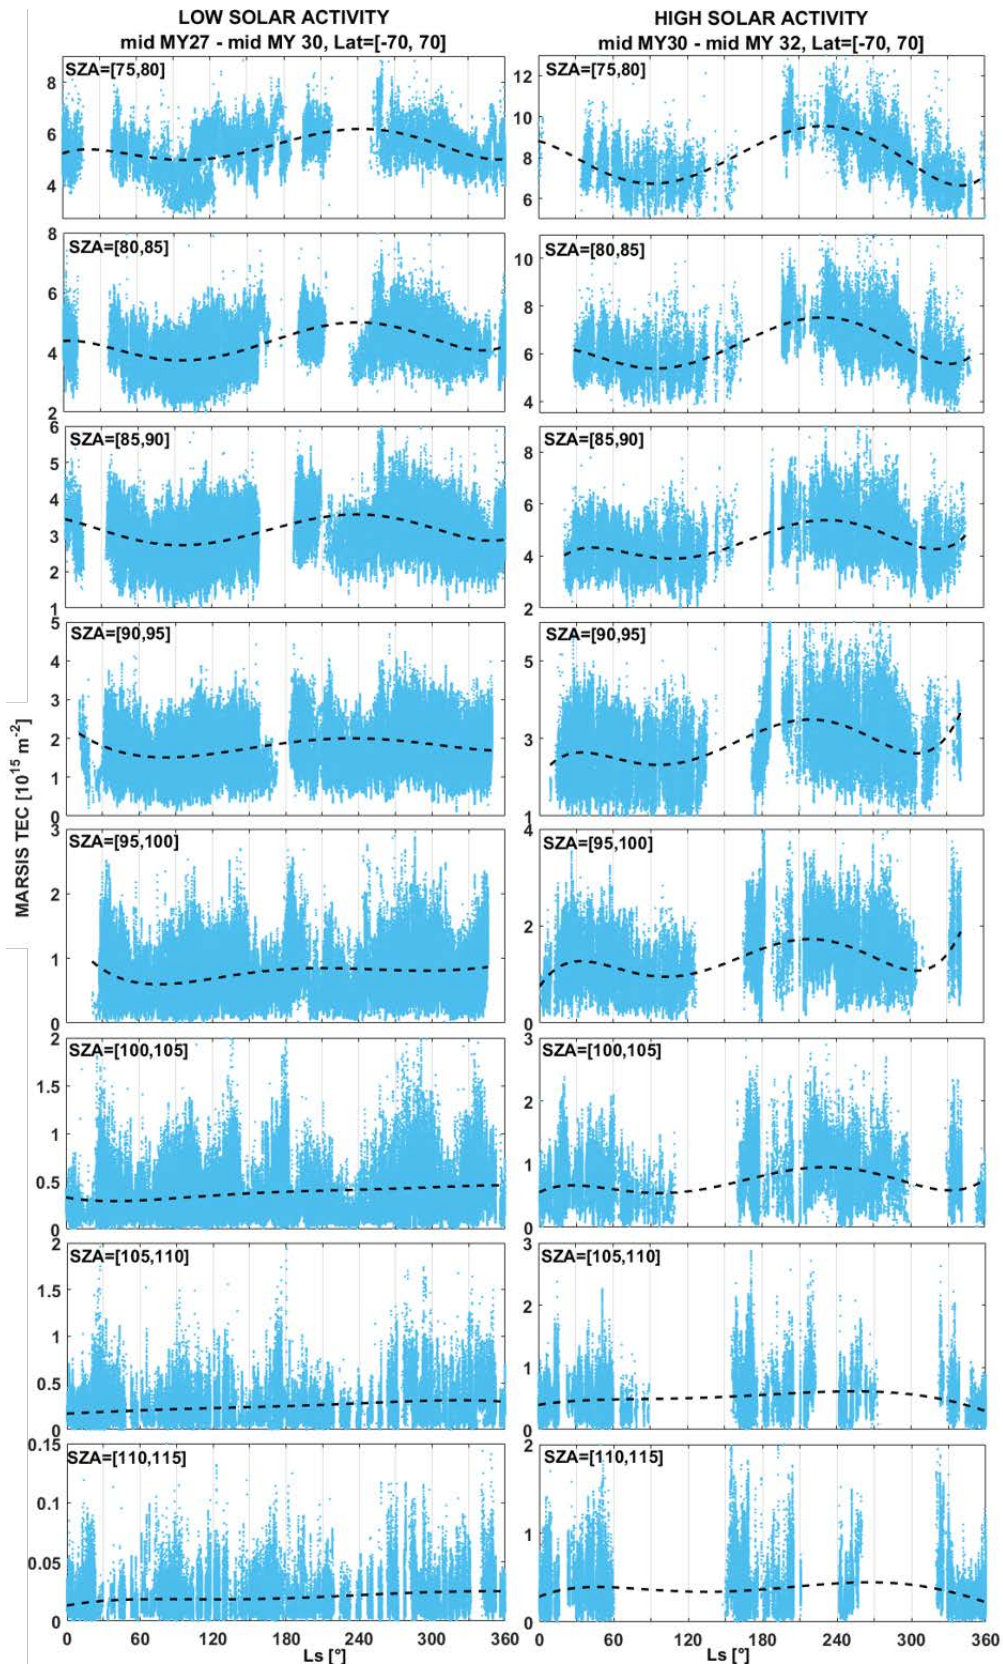 LOW SOLAR ACTIVITY
mid MY27 - mid MY 30, Lat=[-70, 70]
HIGH SOLAR ACTIVITY
mid MY30 - mid MY 32, Lat=[-70, 70]
SZA=[75,80]
8
6
4
SZA=[75,80]
12
10
8
6
SZA=[80,85]
8
6
4
2
SZA=[80,85]
10
8
6
4
SZA=[85,90]
6
5
4
3
2
1
SZA=[85,90]
8
6
4
2
SZA=[90,95]
5
4
3
2
1
0
SZA=[90,95]
5
3
1
MARSIS TEC [10^15 m^-2]
SZA=[95,100]
3
2
1
0
SZA=[95,100]
4
2
0
SZA=[100,105]
2
1.5
1
0.5
0
SZA=[100,105]
3
2
1
0
SZA=[105,110]
2
1.5
1
0.5
0
SZA=[105,110]
3
2
1
0
SZA=[110,115]
0.15
0.1
0.05
0
SZA=[110,115]
2
1
0
0 60 120 180 240 300 360
Ls [°]
0 60 120 180 240 300 360
Ls [°]